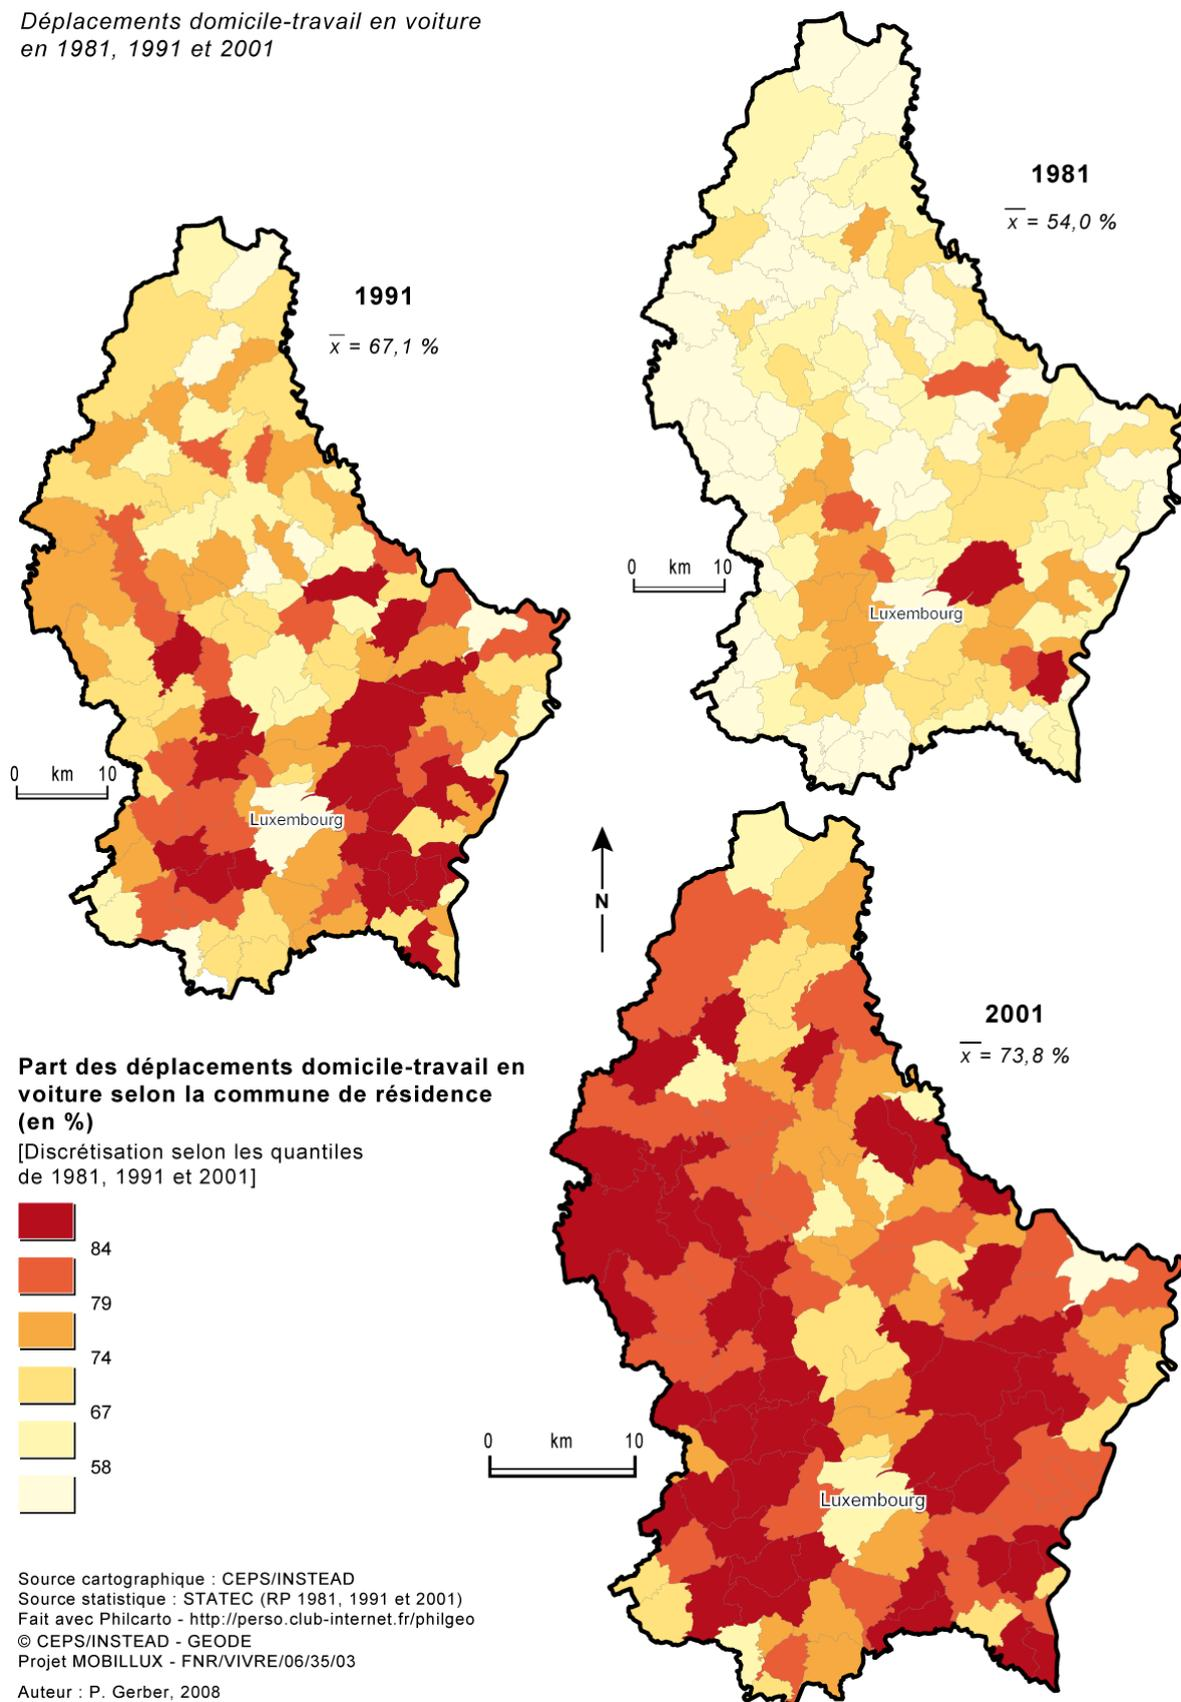 Déplacements domicile-travail en voiture
en 1981, 1991 et 2001
1981
x = 54,0 %
1991
x = 67,1 %
0 km 10
Luxembourg
0 km 10
Luxembourg
N
2001
x = 73,8 %
0 km 10
Luxembourg
Part des déplacements domicile-travail en
voiture selon la commune de résidence
(en %)
[Discrétisation selon les quantiles
de 1981, 1991 et 2001]
84
79
74
67
58
Source cartographique : CEPS/INSTEAD
Source statistique : STATEC (RP 1981, 1991 et 2001)
Fait avec Philcarto - http://perso.club-internet.fr/philgeo
© CEPS/INSTEAD - GEODE
Projet MOBILLUX - FNR/VIVRE/06/35/03
Auteur : P. Gerber, 2008